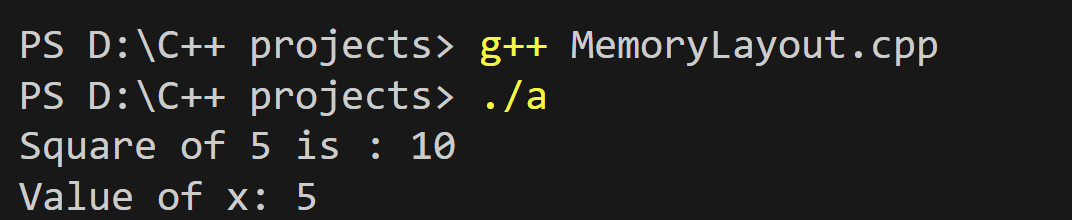 PS D:\C++ projects> g++ MemoryLayout.cpp
PS D:\C++ projects> ./a
Square of 5 is : 10
Value of x: 5